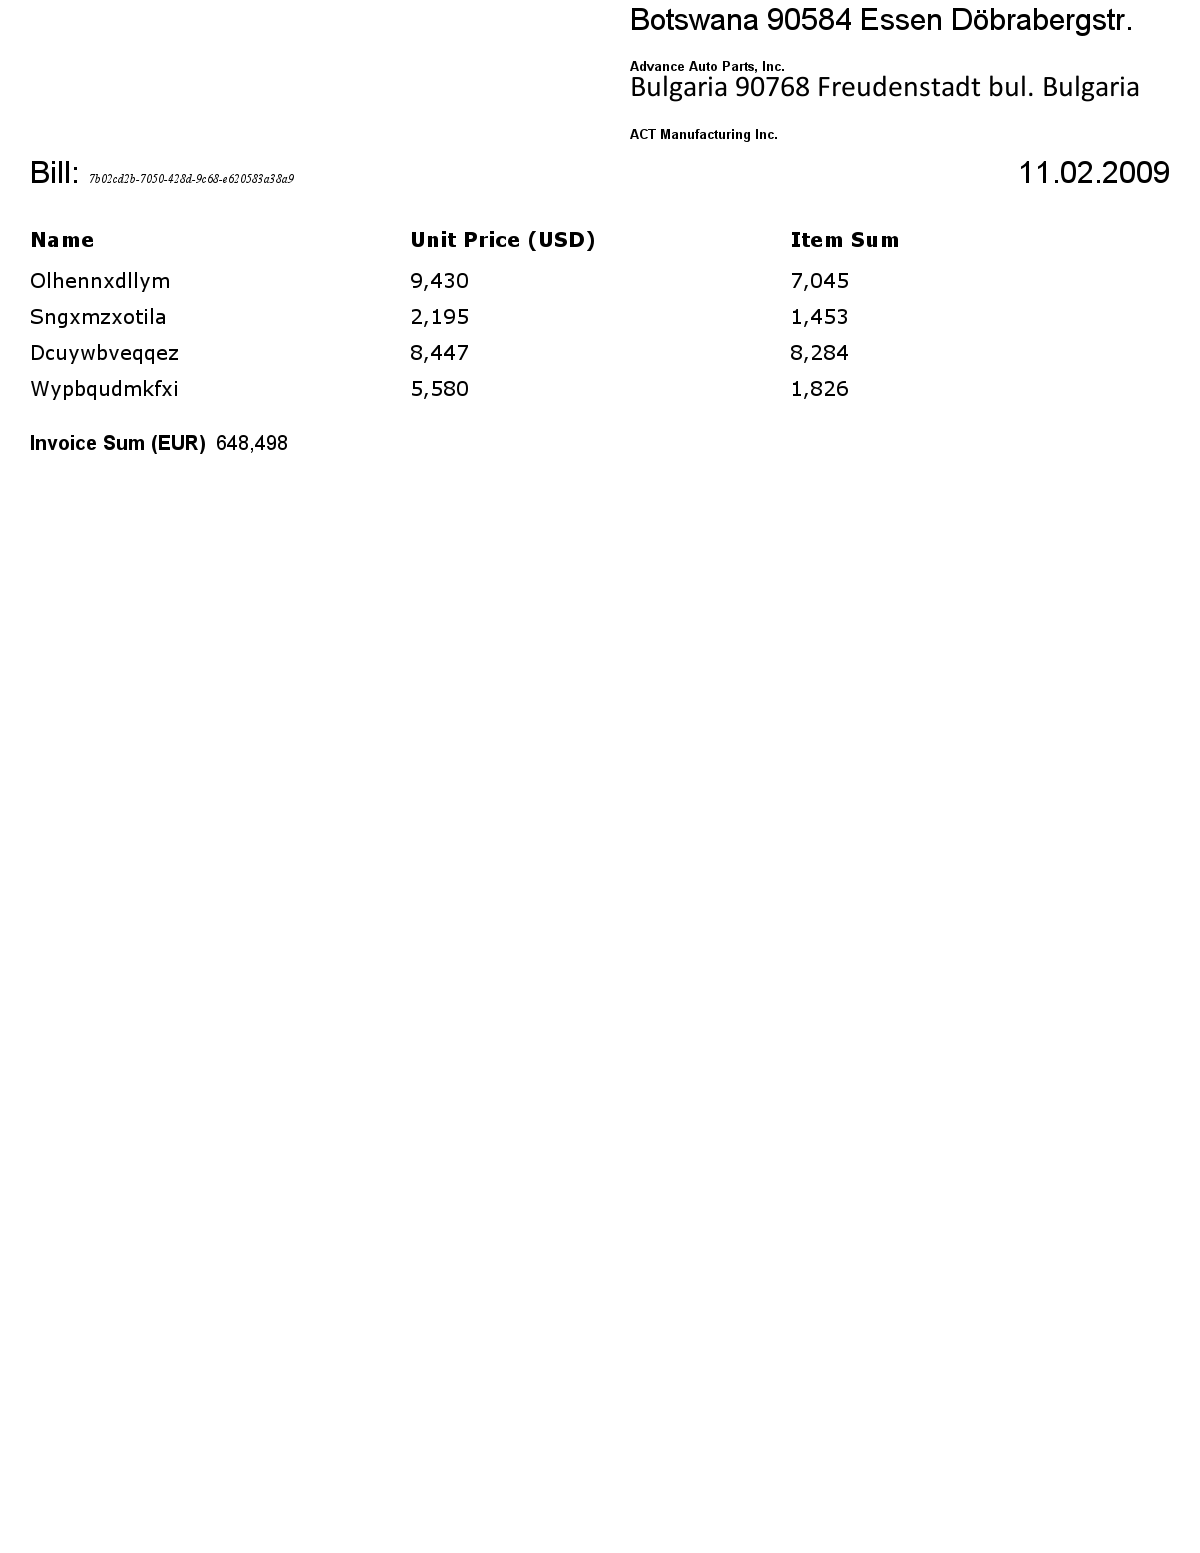 Botswana 90584 Essen Döbrabergstr.
Advance Auto Parts, Inc.
Bulgaria 90768 Freudenstadt bul. Bulgaria
ACT Manufacturing Inc.
Bill: 7b02cd2b-7050-428d-9c68-e620583a38a9 11.02.2009
Name Unit Price (USD) Item Sum
Olhennxdllym 9,430 7,045
Sngxmzxotila 2,195 1,453
Dcuywbveqqez 8,447 8,284
Wypbqudmkfxi 5,580 1,826
Invoice Sum (EUR) 648,498